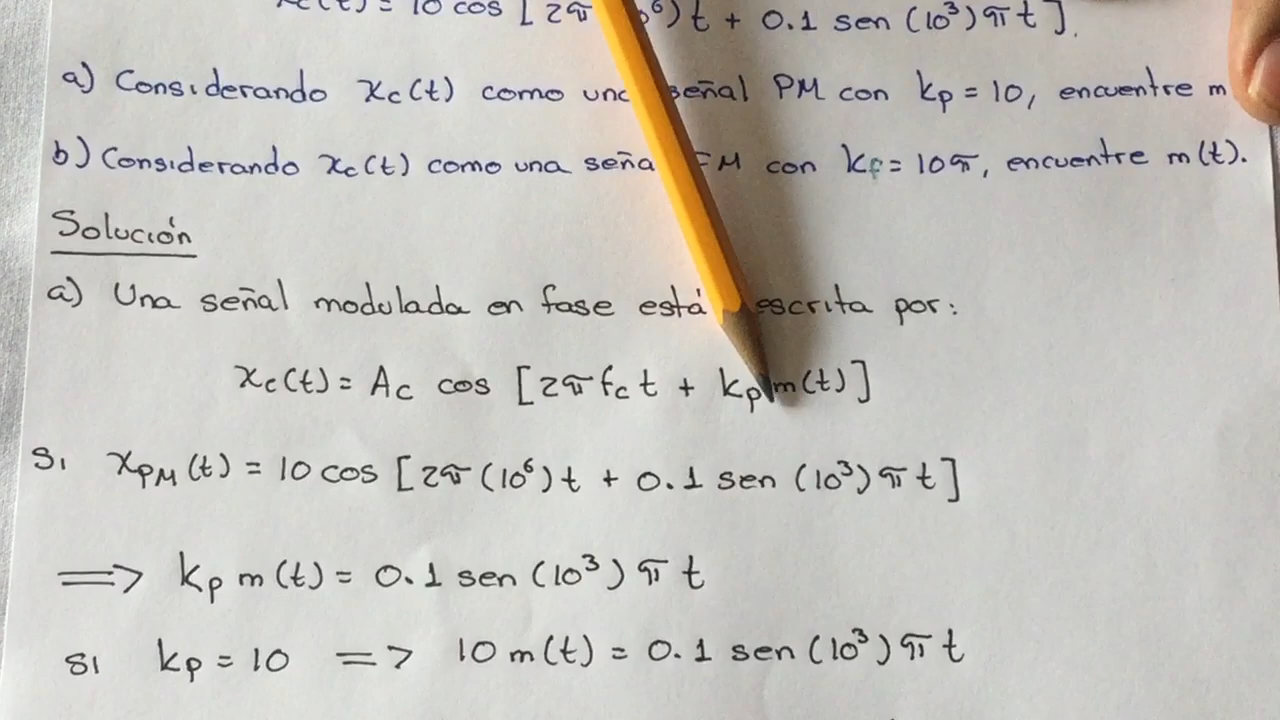 xc(t) = 10 cos [2π 0⁶) t + 0.1 sen (10³) π t].
a) Considerando xc(t) como una señal PM con kp = 10, encuentre m
b) Considerando xc(t) como una seña FM con kf = 10π, encuentre m(t).
Solución
a) Una señal modulada en fase está escrita por:
xc(t) = Ac cos [2π fc t + kp m(t)]
Si xPM(t) = 10 cos [2π (10⁶) t + 0.1 sen (10³) π t]
⟹ kp m(t) = 0.1 sen (10³) π t
si kp = 10 ⟹ 10 m(t) = 0.1 sen (10³) π t